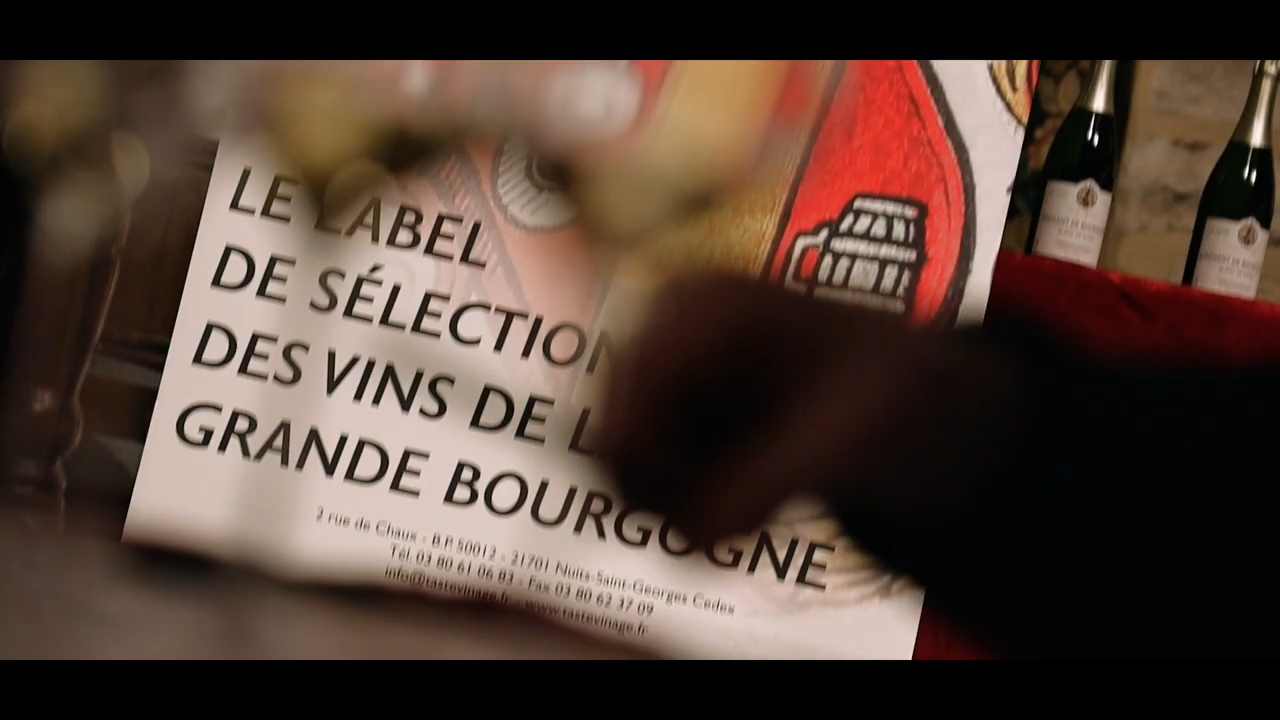 LE LABEL
DE SÉLECTION
DES VINS DE L
GRANDE BOURGOGNE
2 rue de Chaux - B.P. 50012 - 21701 Nuits-Saint-Georges Cedex
Tél. 03 80 61 06 83 - Fax 03 80 62 37 09
info@tastevinage.fr - www.tastevinage.fr